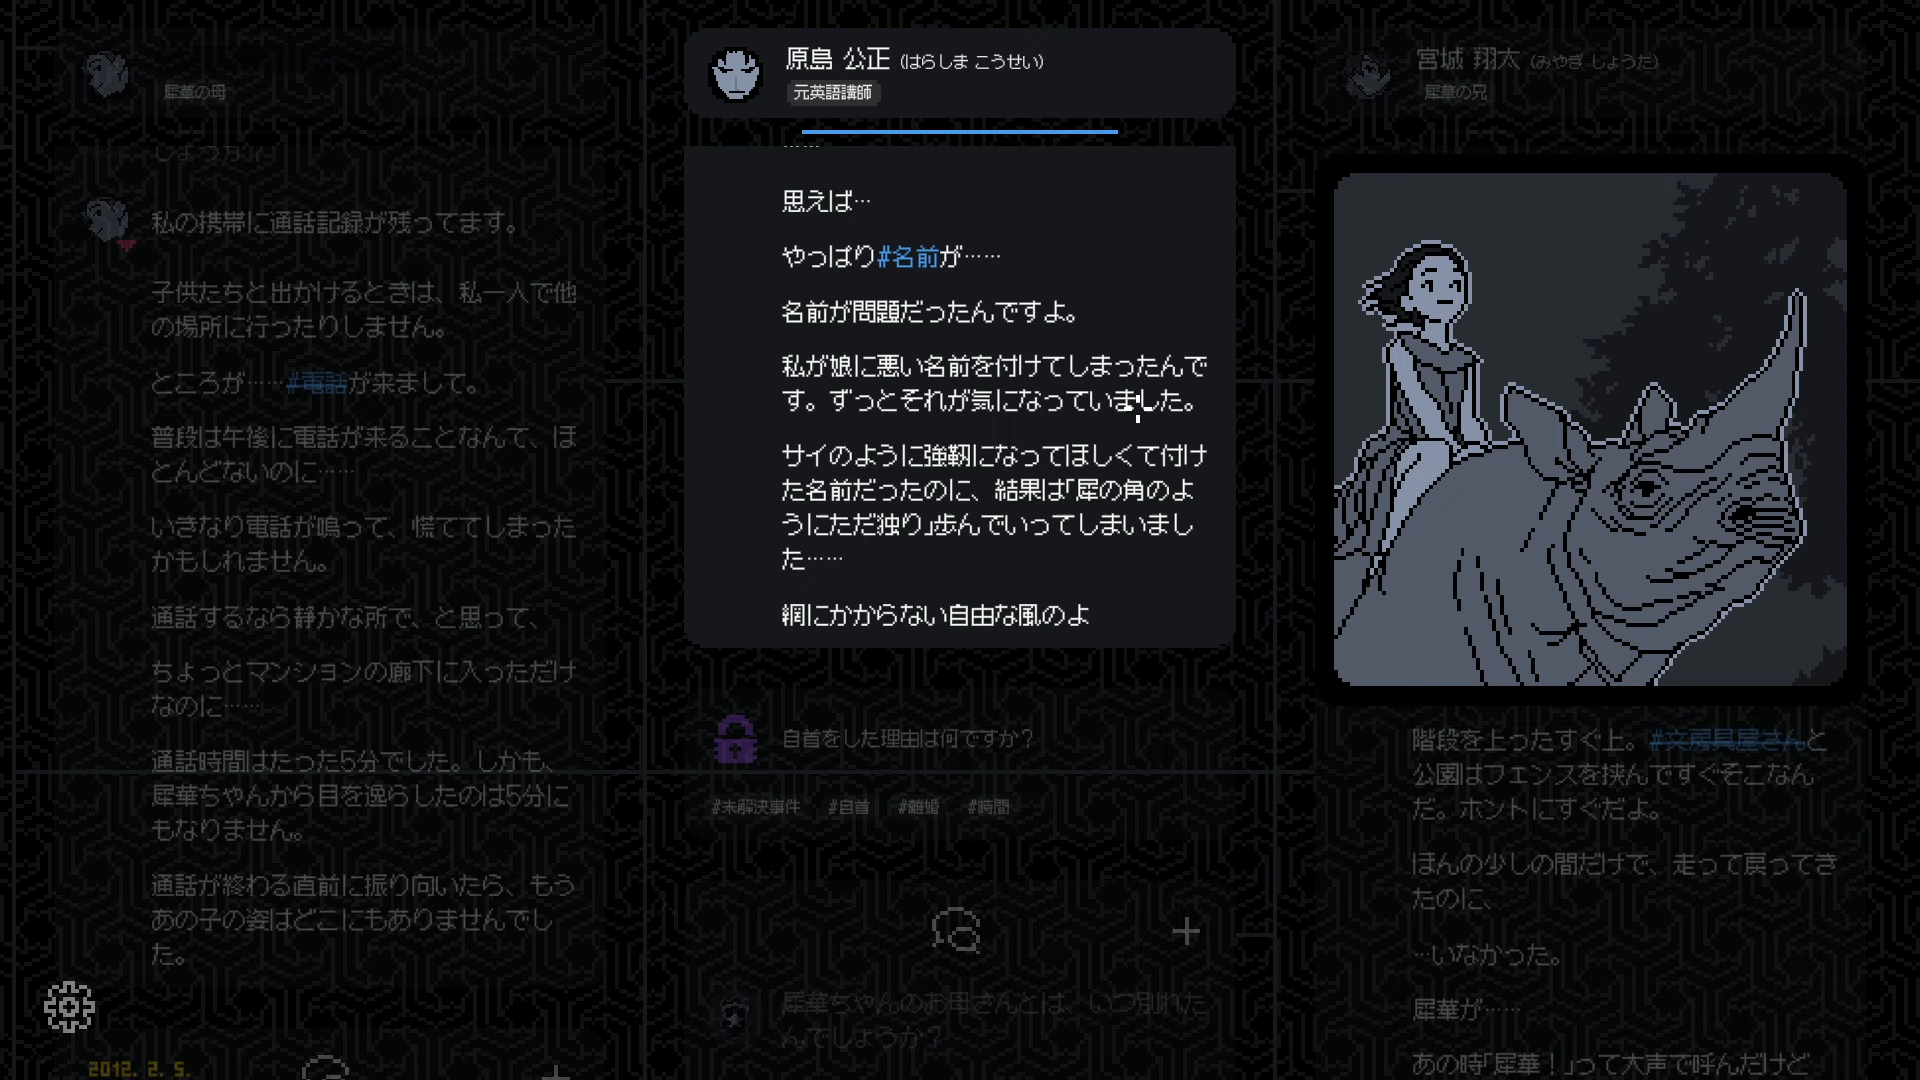 犀華の母
私の携帯に通話記録が残ってます。
子供たちと出かけるときは、私一人で他
の場所に行ったりしません。
ところが……#電話が来まして。
普段は午後に電話が来ることなんて、ほ
とんどないのに……
いきなり電話が鳴って、慌ててしまった
かもしれません。
通話するなら静かな所で、と思って、
ちょっとマンションの廊下に入っただけ
なのに……
通話時間はたった5分でした。しかも、
犀華ちゃんから目を逸らしたのは5分に
もなりません。
通話が終わる直前に振り向いたら、もう
あの子の姿はどこにもありませんでし
た。
2012. 2. 5.
原島 公正 (はらしま こうせい)
元英語講師
……
思えば…
やっぱり#名前が……
名前が問題だったんですよ。
私が娘に悪い名前を付けてしまったんで
す。ずっとそれが気になっていました。
サイのように強靭になってほしくて付け
た名前だったのに、結果は「犀の角のよ
うにただ独り」歩んでいってしまいまし
た……
網にかからない自由な風のよ
自首をした理由は何ですか？
#未解決事件 #自首 #離婚 #時間
犀華ちゃんのお母さんとは、いつ別れた
んでしょうか？
宮城 翔太 (みやぎ しょうた)
犀華の兄
階段を上ったすぐ上。#文房具屋さんと
公園はフェンスを挟んですぐそこなん
だ。ホントにすぐだよ。
ほんの少しの間だけで、走って戻ってき
たのに、
…いなかった。
犀華が……
あの時「犀華！」って大声で呼んだけど